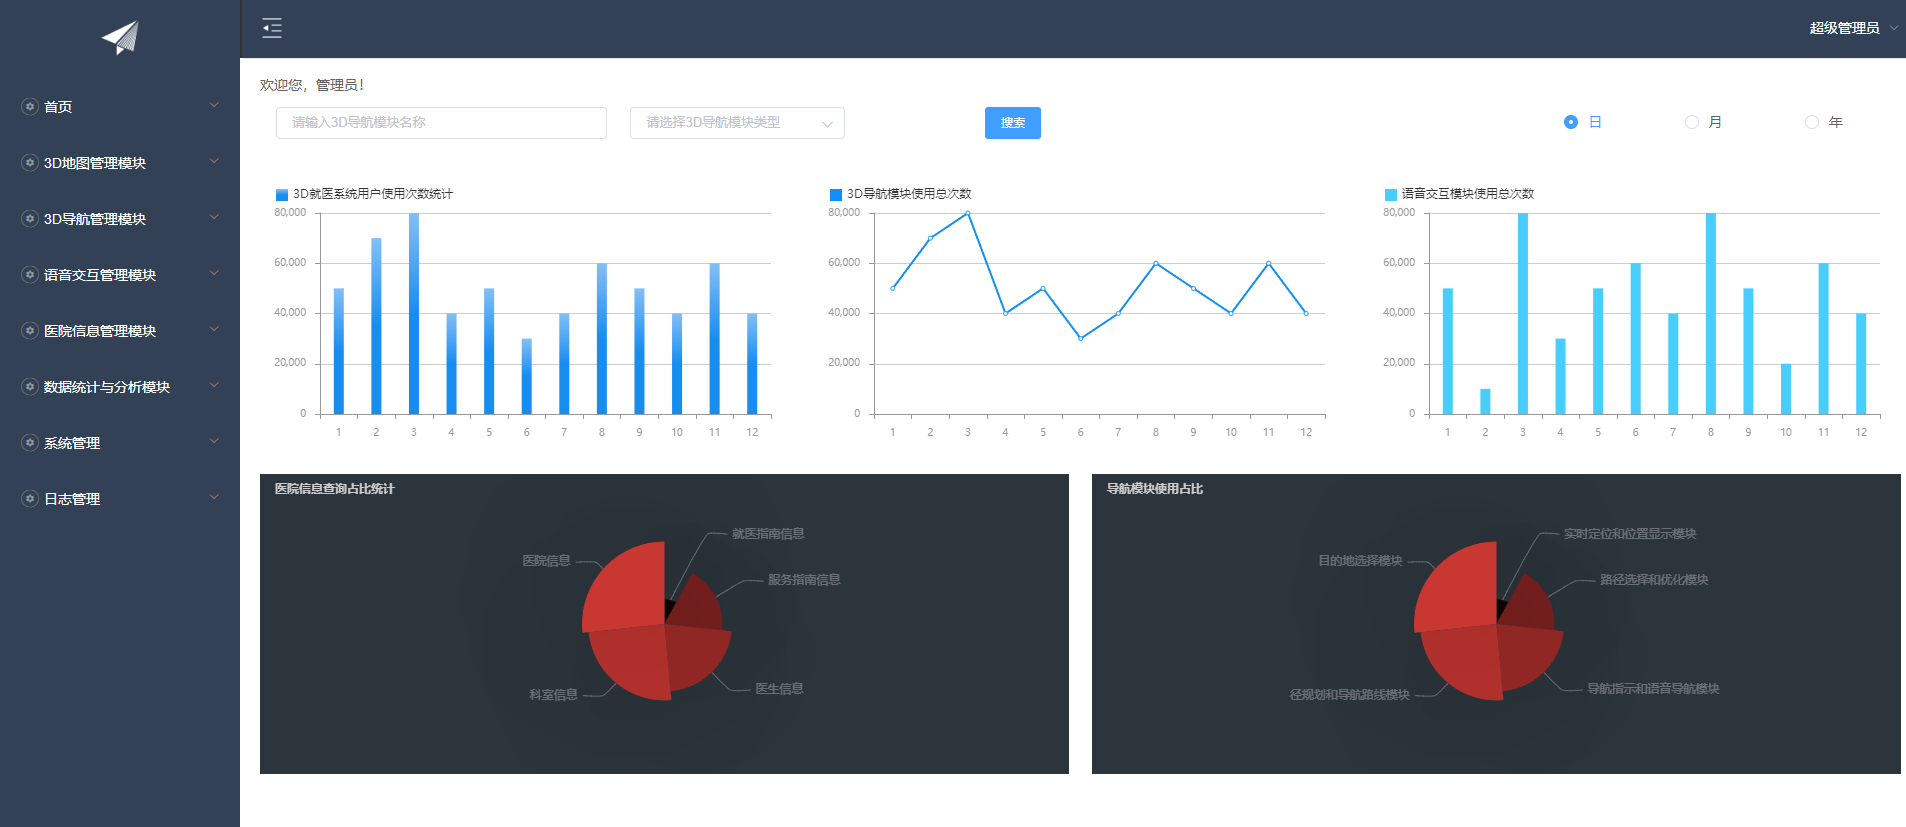 超级管理员
首页
3D地图管理模块
3D导航管理模块
语音交互管理模块
医院信息管理模块
数据统计与分析模块
系统管理
日志管理
欢迎您，管理员！
请输入3D导航模块名称
请选择3D导航模块类型
搜索
日
月
年
3D就医系统用户使用次数统计
80,000
60,000
40,000
20,000
0
1 2 3 4 5 6 7 8 9 10 11 12
3D导航模块使用总次数
80,000
60,000
40,000
20,000
0
1 2 3 4 5 6 7 8 9 10 11 12
语音交互模块使用总次数
80,000
60,000
40,000
20,000
0
1 2 3 4 5 6 7 8 9 10 11 12
医院信息查询占比统计
就医指南信息
医院信息
服务指南信息
科室信息
医生信息
导航模块使用占比
实时定位和位置显示模块
目的地选择模块
路径选择和优化模块
径规划和导航路线模块
导航指示和语音导航模块